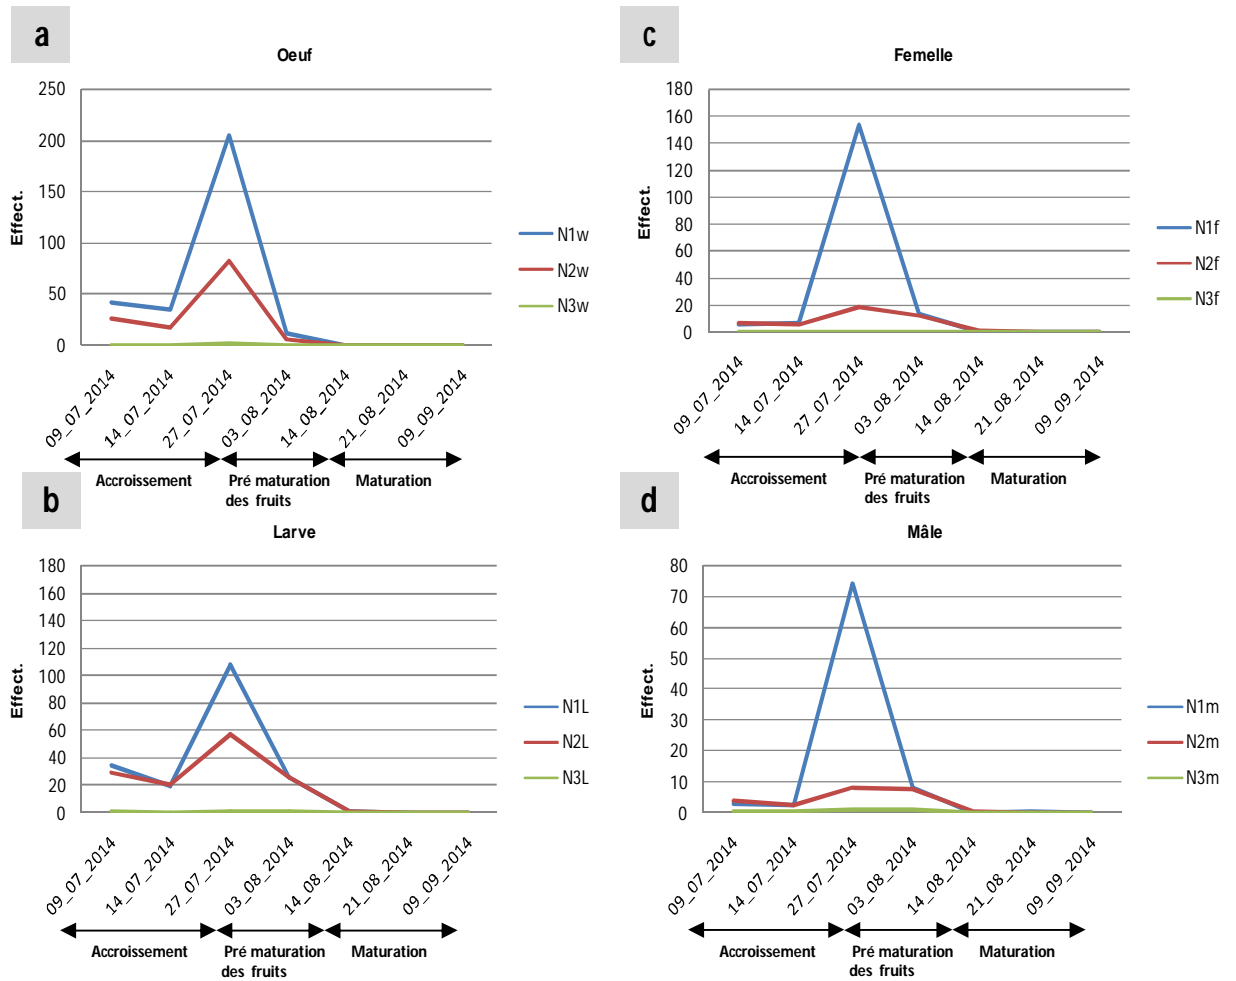 a
Oeuf
250
200
150
100
50
0
Effect.
N1w
N2w
N3w
09_07_2014
14_07_2014
27_07_2014
03_08_2014
14_08_2014
21_08_2014
09_09_2014
Accroissement
Pré maturation
des fruits
Maturation
c
Femelle
180
160
140
120
100
80
60
40
20
0
Effect.
N1f
N2f
N3f
09_07_2014
14_07_2014
27_07_2014
03_08_2014
14_08_2014
21_08_2014
09_09_2014
Accroissement
Pré maturation
des fruits
Maturation
b
Larve
180
160
140
120
100
80
60
40
20
0
Effect.
N1L
N2L
N3L
09_07_2014
14_07_2014
27_07_2014
03_08_2014
14_08_2014
21_08_2014
09_09_2014
Accroissement
Pré maturation
des fruits
Maturation
d
Mâle
80
70
60
50
40
30
20
10
0
Effect.
N1m
N2m
N3m
09_07_2014
14_07_2014
27_07_2014
03_08_2014
14_08_2014
21_08_2014
09_09_2014
Accroissement
Pré maturation
des fruits
Maturation